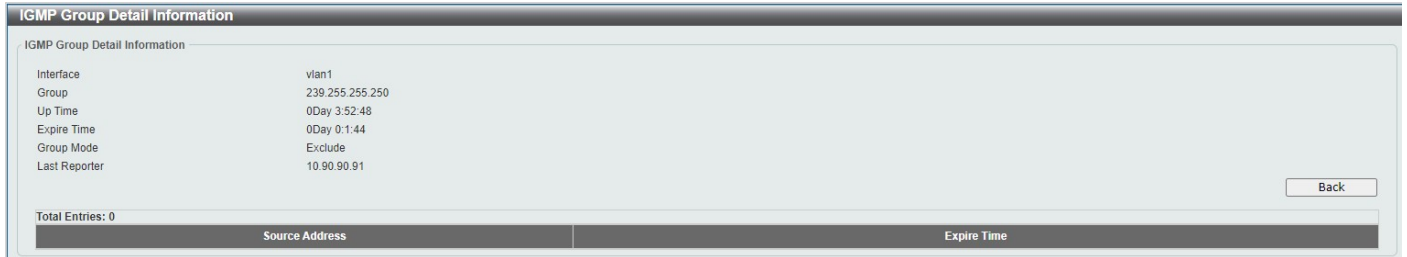 IGMP Group Detail Information
IGMP Group Detail Information
Interface vlan1
Group 239.255.255.250
Up Time 0Day 3:52:48
Expire Time 0Day 0:1:44
Group Mode Exclude
Last Reporter 10.90.90.91
Back
Total Entries: 0
Source Address Expire Time